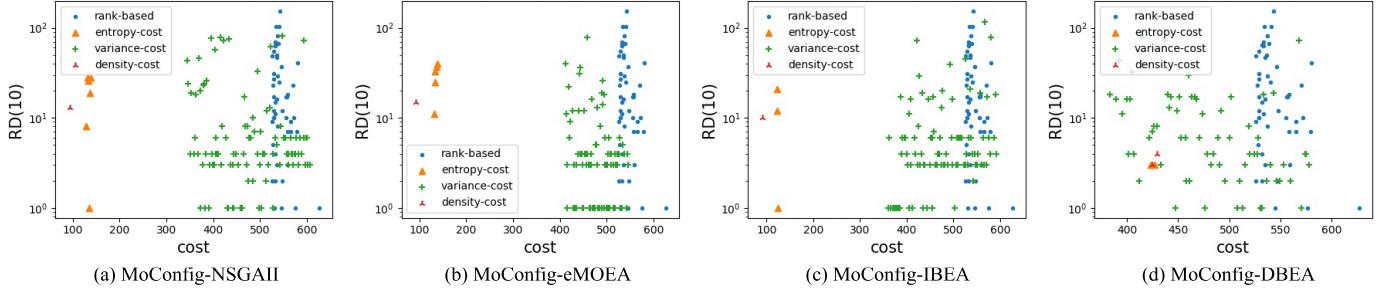 rank-based
entropy-cost
variance-cost
density-cost
RD(10)
10²
10¹
10⁰
100 200 300 400 500 600
cost
(a) MoConfig-NSGAII
rank-based
entropy-cost
variance-cost
density-cost
RD(10)
10²
10¹
10⁰
100 200 300 400 500 600
cost
(b) MoConfig-eMOEA
rank-based
entropy-cost
variance-cost
density-cost
RD(10)
10²
10¹
10⁰
100 200 300 400 500 600
cost
(c) MoConfig-IBEA
rank-based
entropy-cost
variance-cost
density-cost
RD(10)
10²
10¹
10⁰
400 450 500 550 600
cost
(d) MoConfig-DBEA